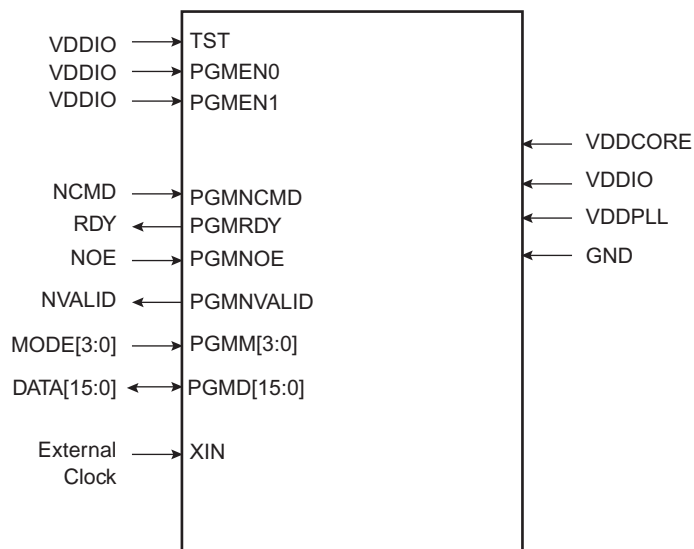 VDDIO TST
VDDIO PGMEN0
VDDIO PGMEN1
VDDCORE
VDDIO
NCMD PGMNCMD
VDDPLL
RDY PGMRDY
GND
NOE PGMNOE
NVALID PGMNVALID
MODE[3:0] PGMM[3:0]
DATA[15:0] PGMD[15:0]
External XIN
Clock